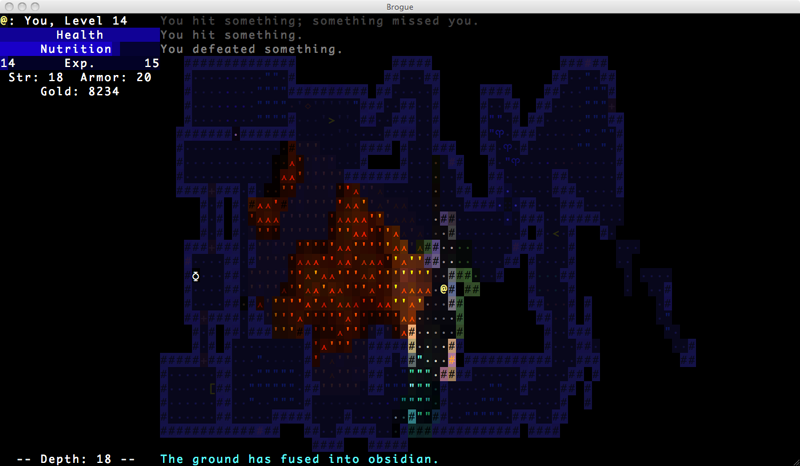 Brogue
@: You, Level 14
You hit something; something missed you.
Health
You hit something.
Nutrition
You defeated something.
14 Exp. 15
Str: 18 Armor: 20
Gold: 8234
-- Depth: 18 --
The ground has fused into obsidian.